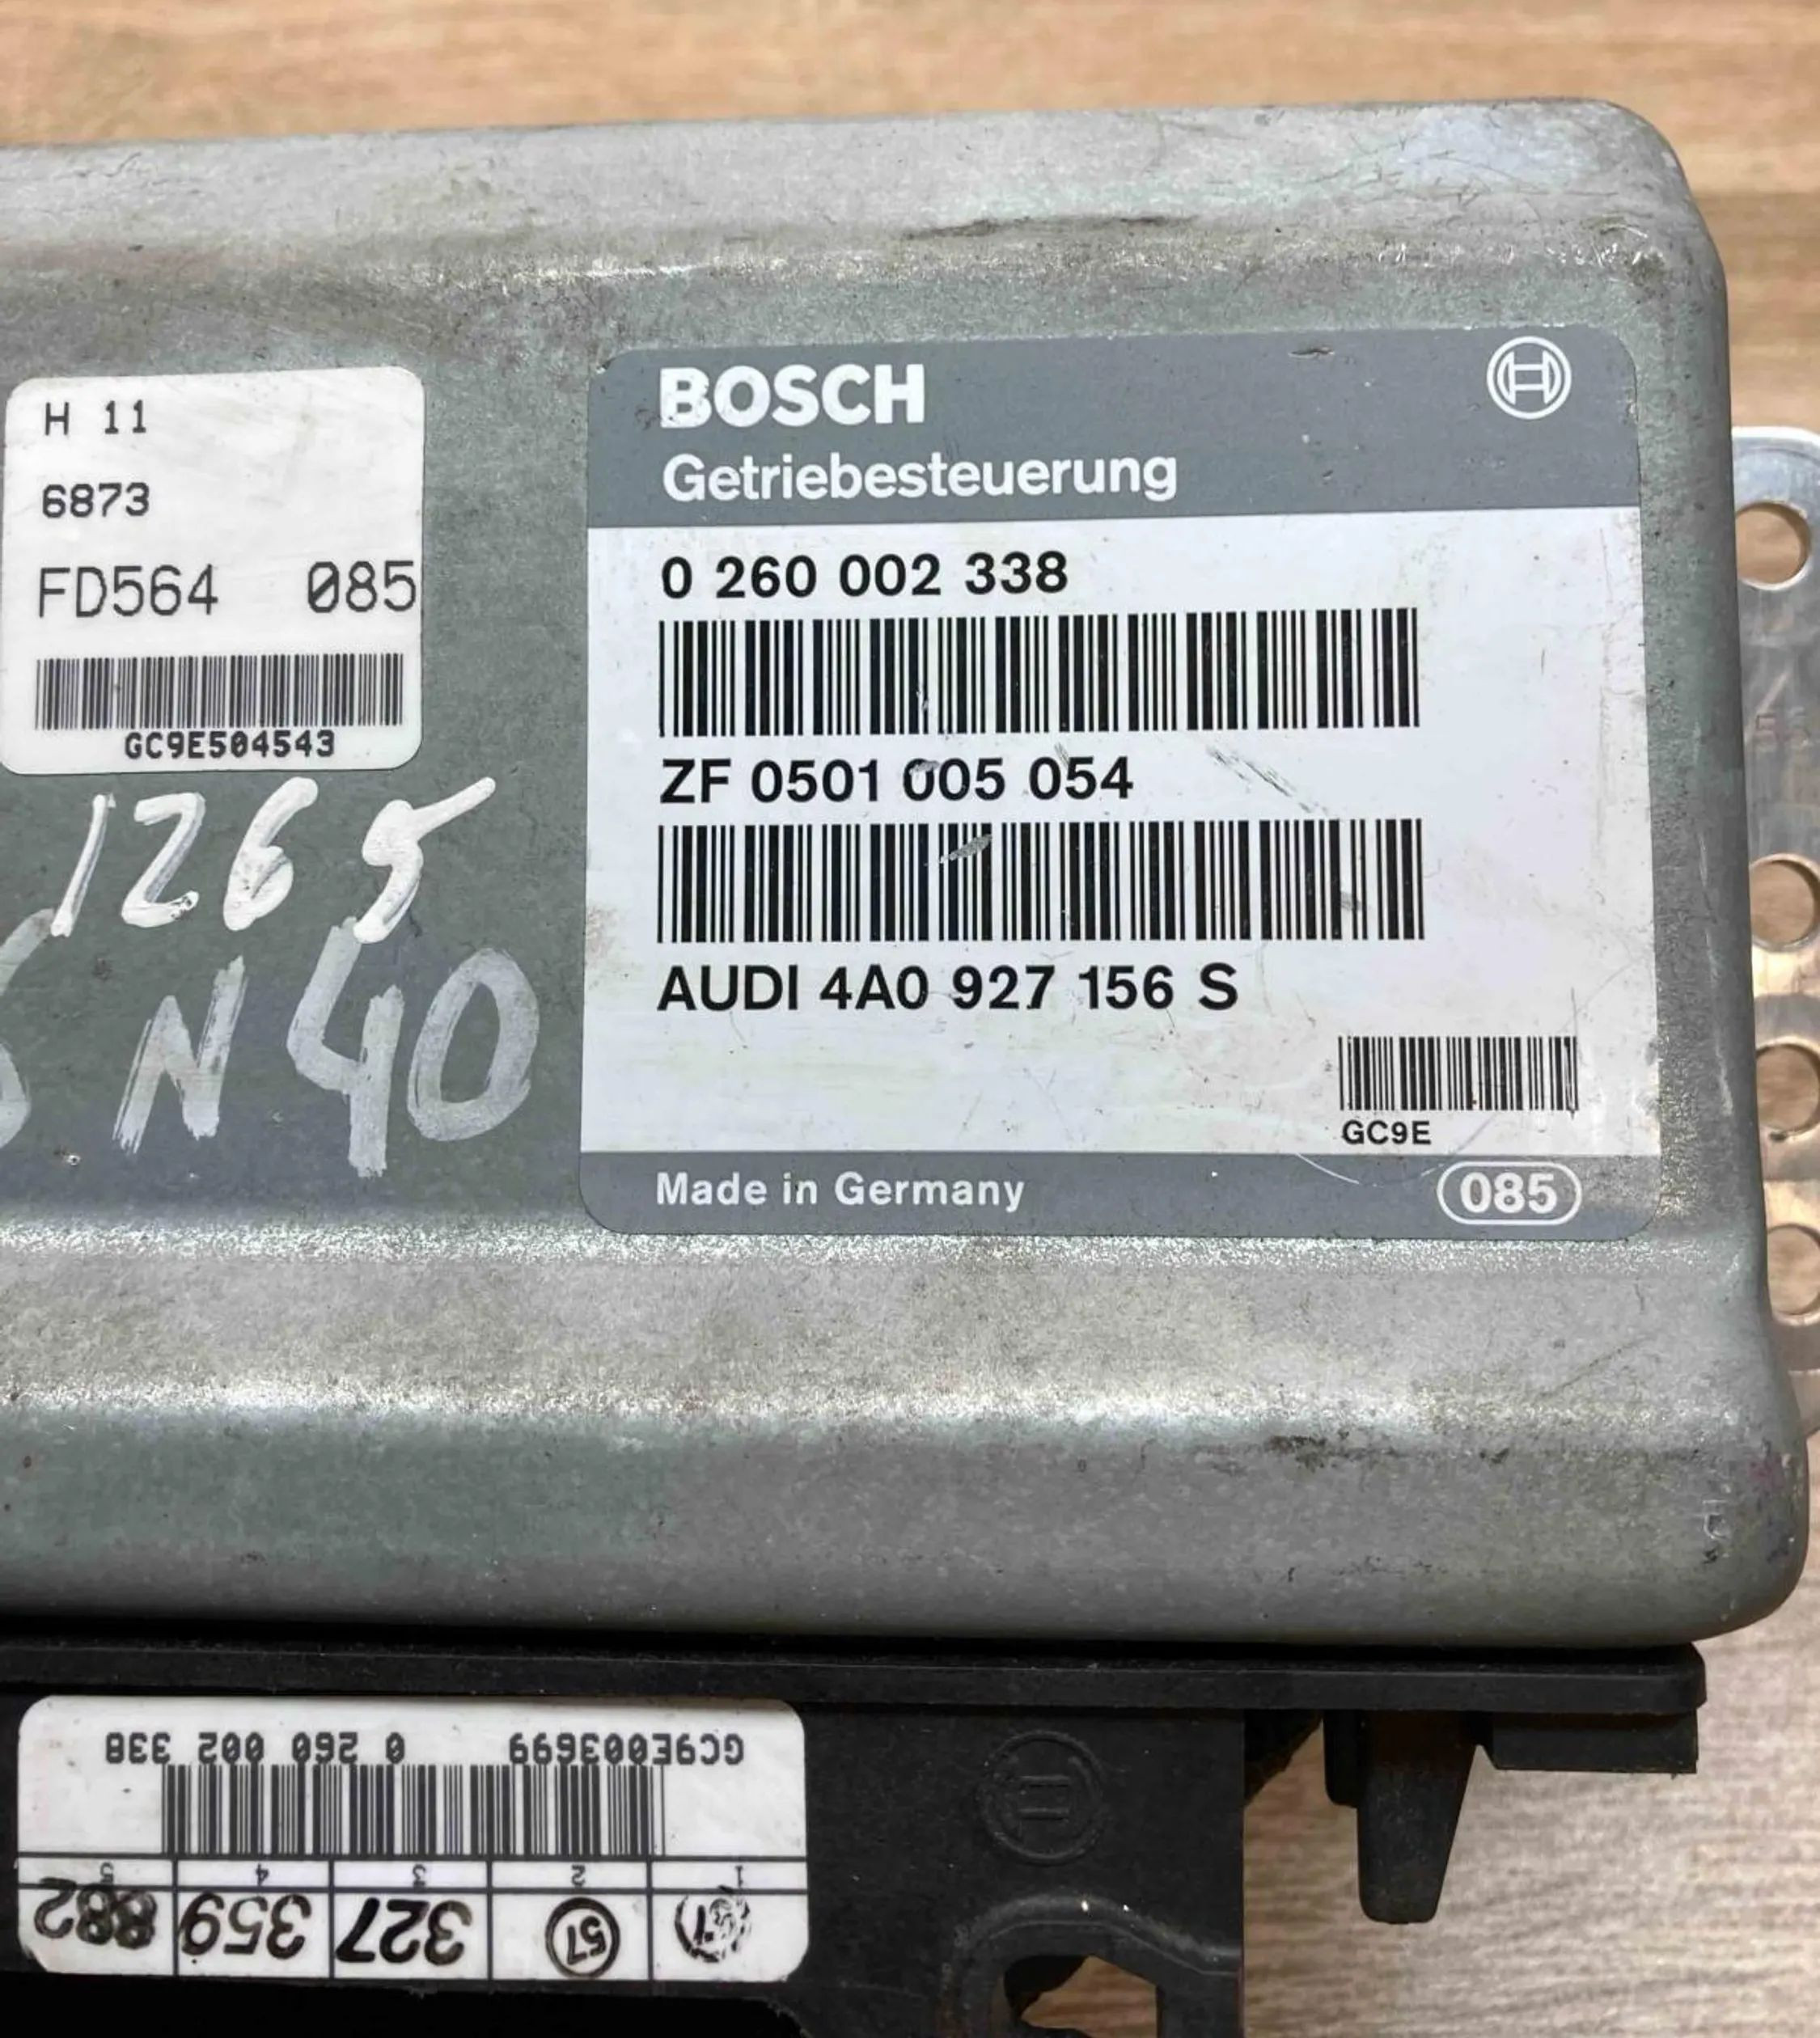 H 11
6873
FD564 085
GC9E504543
1265
N40
BOSCH
Getriebesteuerung
0 260 002 338
ZF 0501 005 054
AUDI 4A0 927 156 S
GC9E
Made in Germany
085
GC9E003699 0 260 002 338
1 2 3 4 5
57 327 359 882